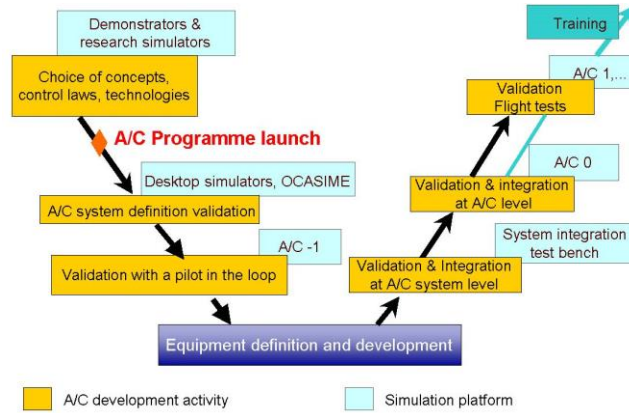 Demonstrators &
research simulators
Choice of concepts,
control laws, technologies
A/C Programme launch
Desktop simulators, OCASIME
A/C system definition validation
A/C -1
Validation with a pilot in the loop
Equipment definition and development
Training
A/C 1,...
Validation
Flight tests
A/C 0
Validation & integration
at A/C level
System integration
test bench
Validation & Integration
at A/C system level
A/C development activity
Simulation platform